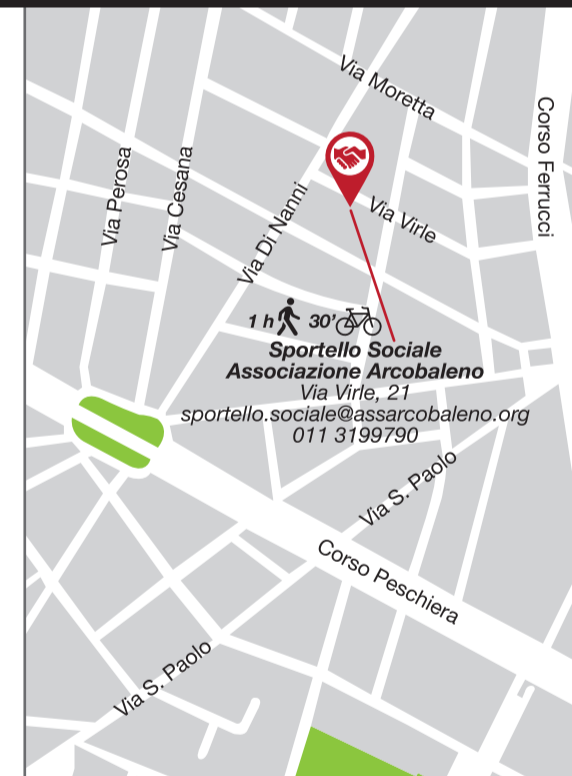 Via Moretta
Corso Ferrucci
Via Perosa
Via Cesana
Via Di Nanni
Via Virle
1 h 30'
Sportello Sociale
Associazione Arcobaleno
Via Virle, 21
sportello.sociale@assarcobaleno.org
011 3199790
Via S. Paolo
Corso Peschiera
Via S. Paolo